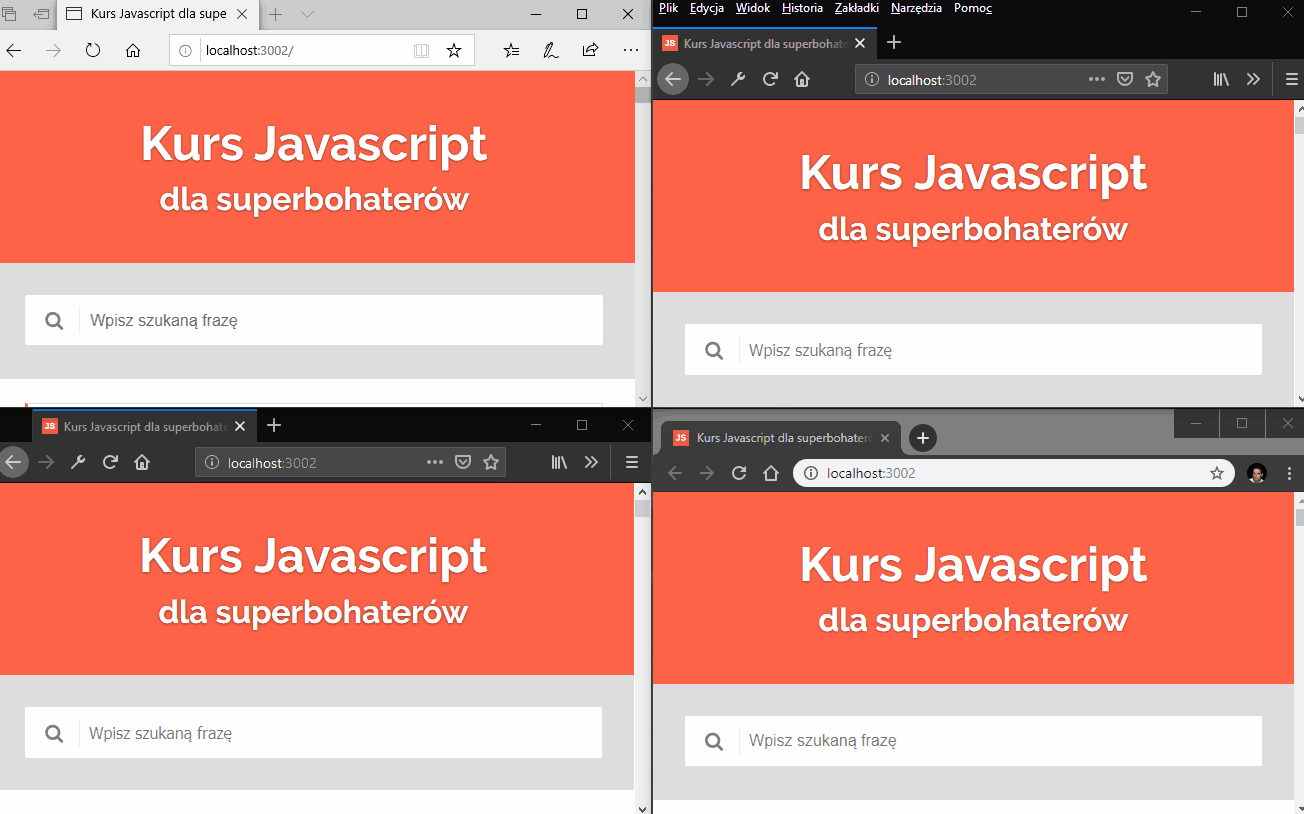 Kurs Javascript dla supe
localhost:3002/
Kurs Javascript
dla superbohaterów
Wpisz szukaną frazę
Plik Edycja Widok Historia Zakładki Narzędzia Pomoc
JS Kurs Javascript dla superbohate
localhost:3002
Kurs Javascript
dla superbohaterów
Wpisz szukaną frazę
JS Kurs Javascript dla superbohate
localhost:3002
Kurs Javascript
dla superbohaterów
Wpisz szukaną frazę
JS Kurs Javascript dla superbohater
localhost:3002
Kurs Javascript
dla superbohaterów
Wpisz szukaną frazę